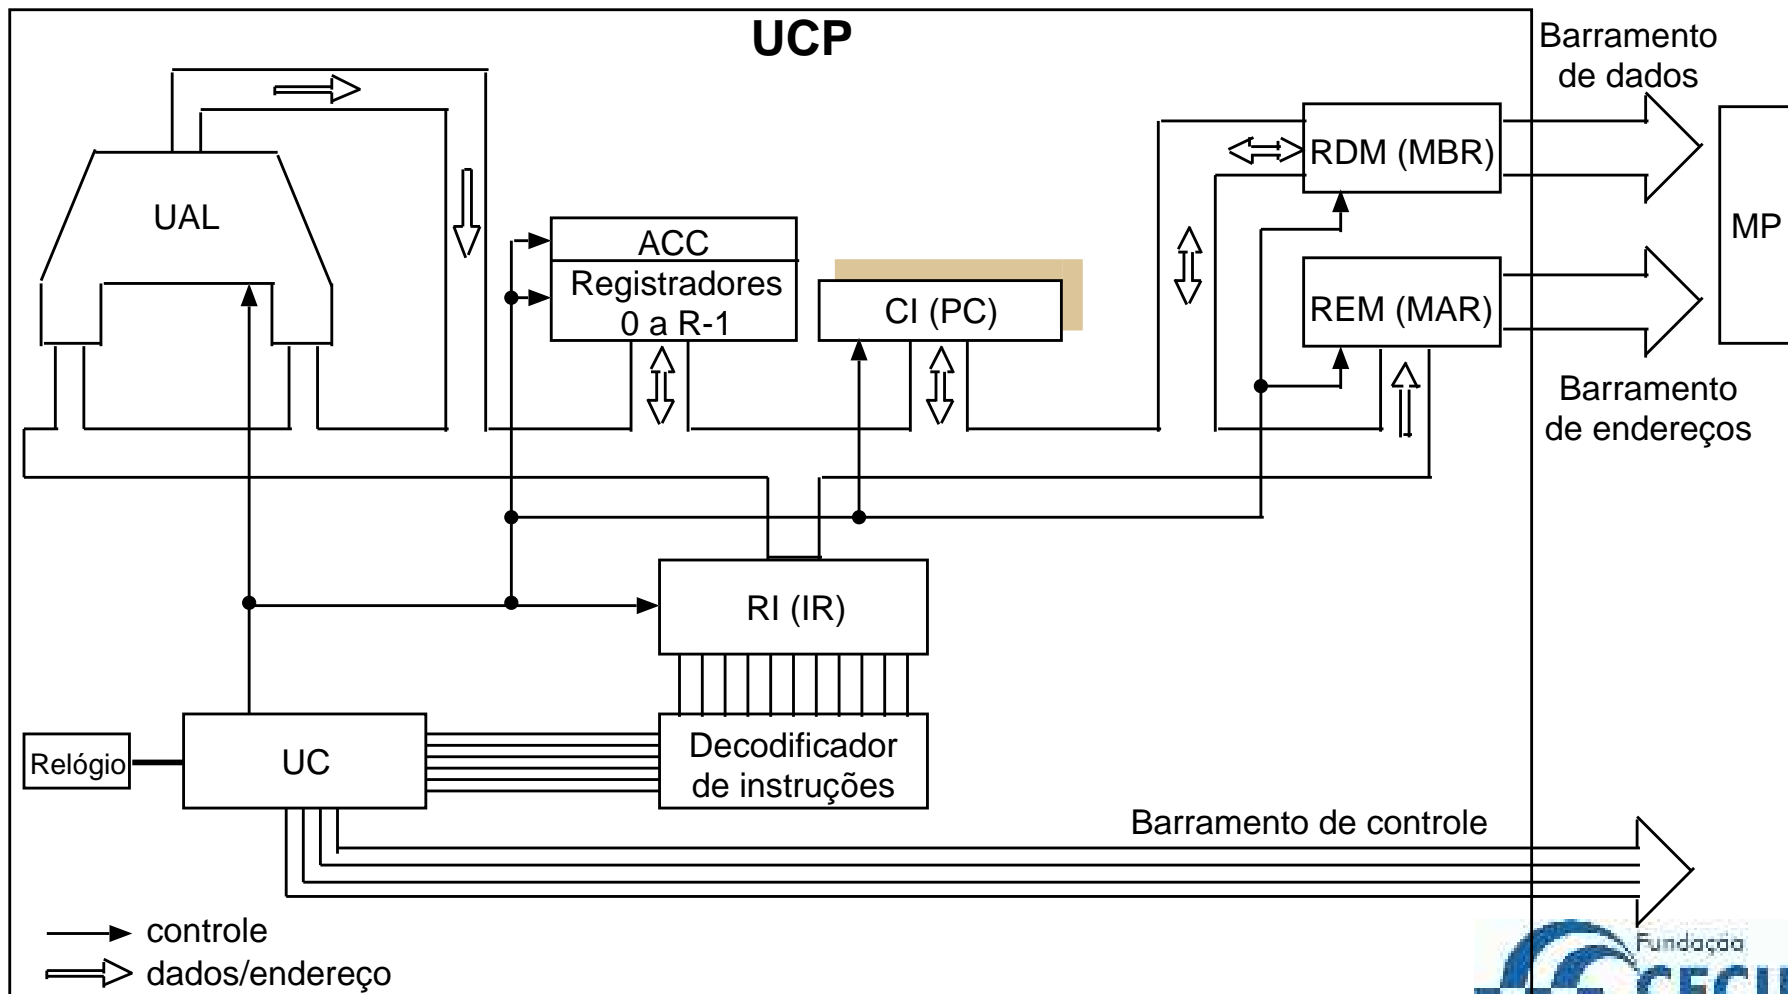 UCP
Barramento
de dados
RDM (MBR)
UAL
MP
ACC
Registradores
0 a R-1
CI (PC)
REM (MAR)
Barramento
de endereços
RI (IR)
Relógio
UC
Decodificador
de instruções
Barramento de controle
controle
dados/endereço
Fundação